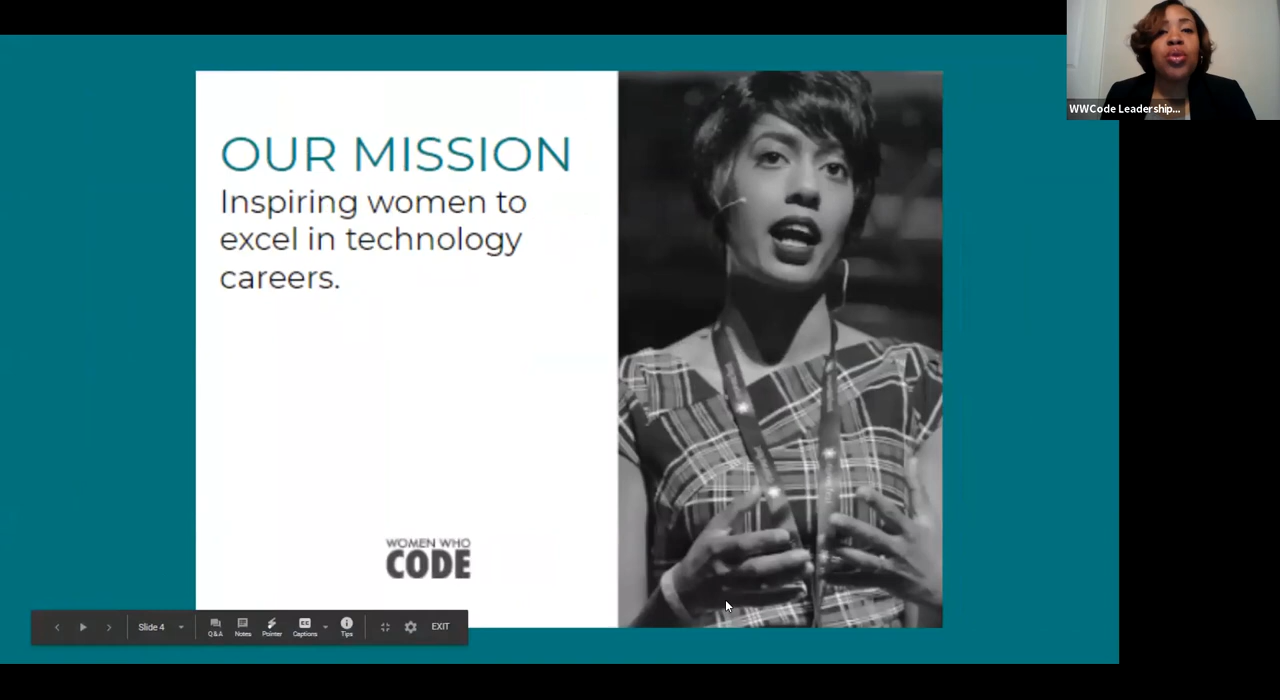 WWCode Leadership...
OUR MISSION
Inspiring women to
excel in technology
careers.
WOMEN WHO
CODE
Slide 4
Q&A
Notes
Pointer
Captions
Tips
EXIT